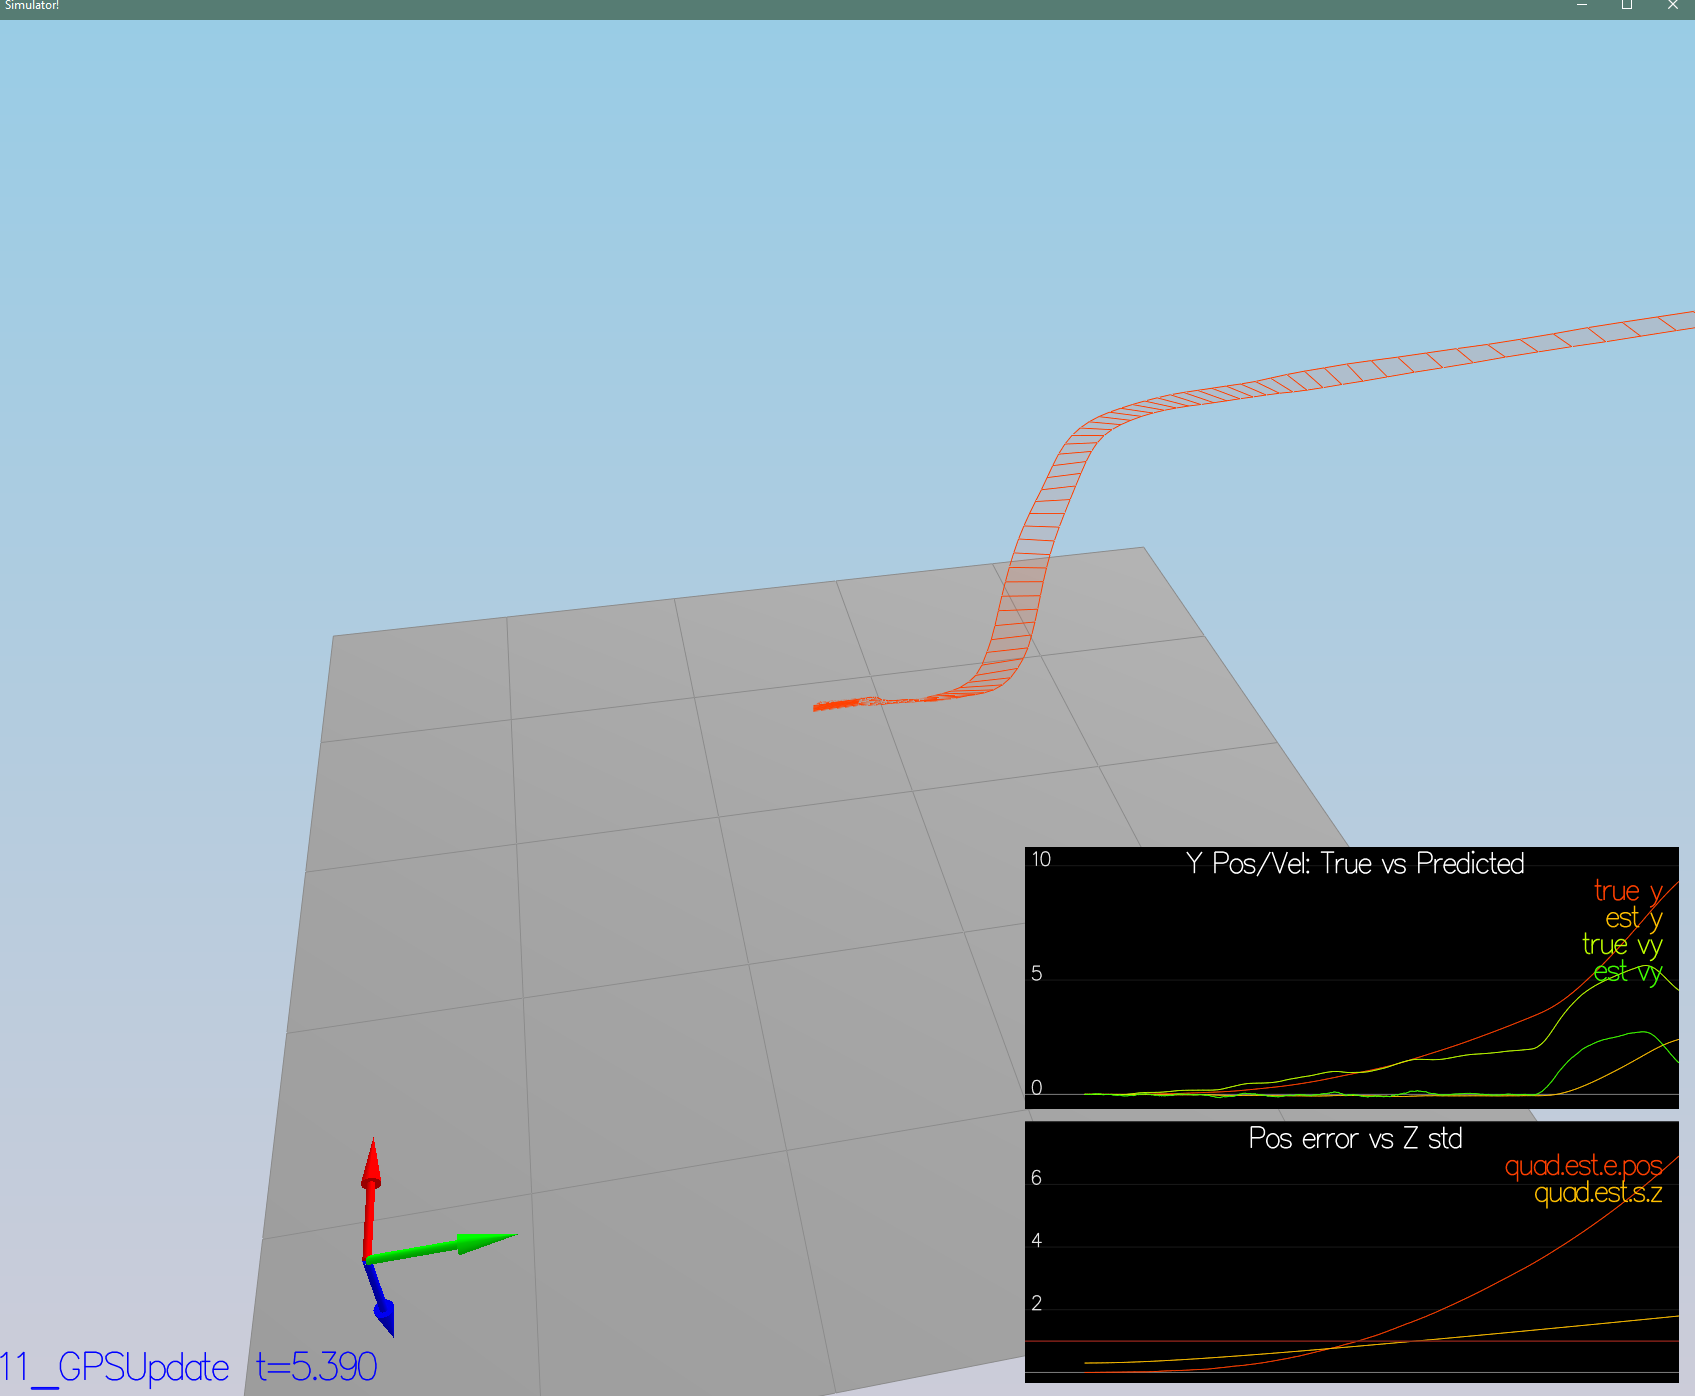 Simulator!
10
Y Pos/Vel: True vs Predicted
true y
est y
true vy
5
est vy
0
Pos error vs Z std
quad.est.e.pos
6
quad.est.s.z
4
2
11_GPSUpdate t=5.390